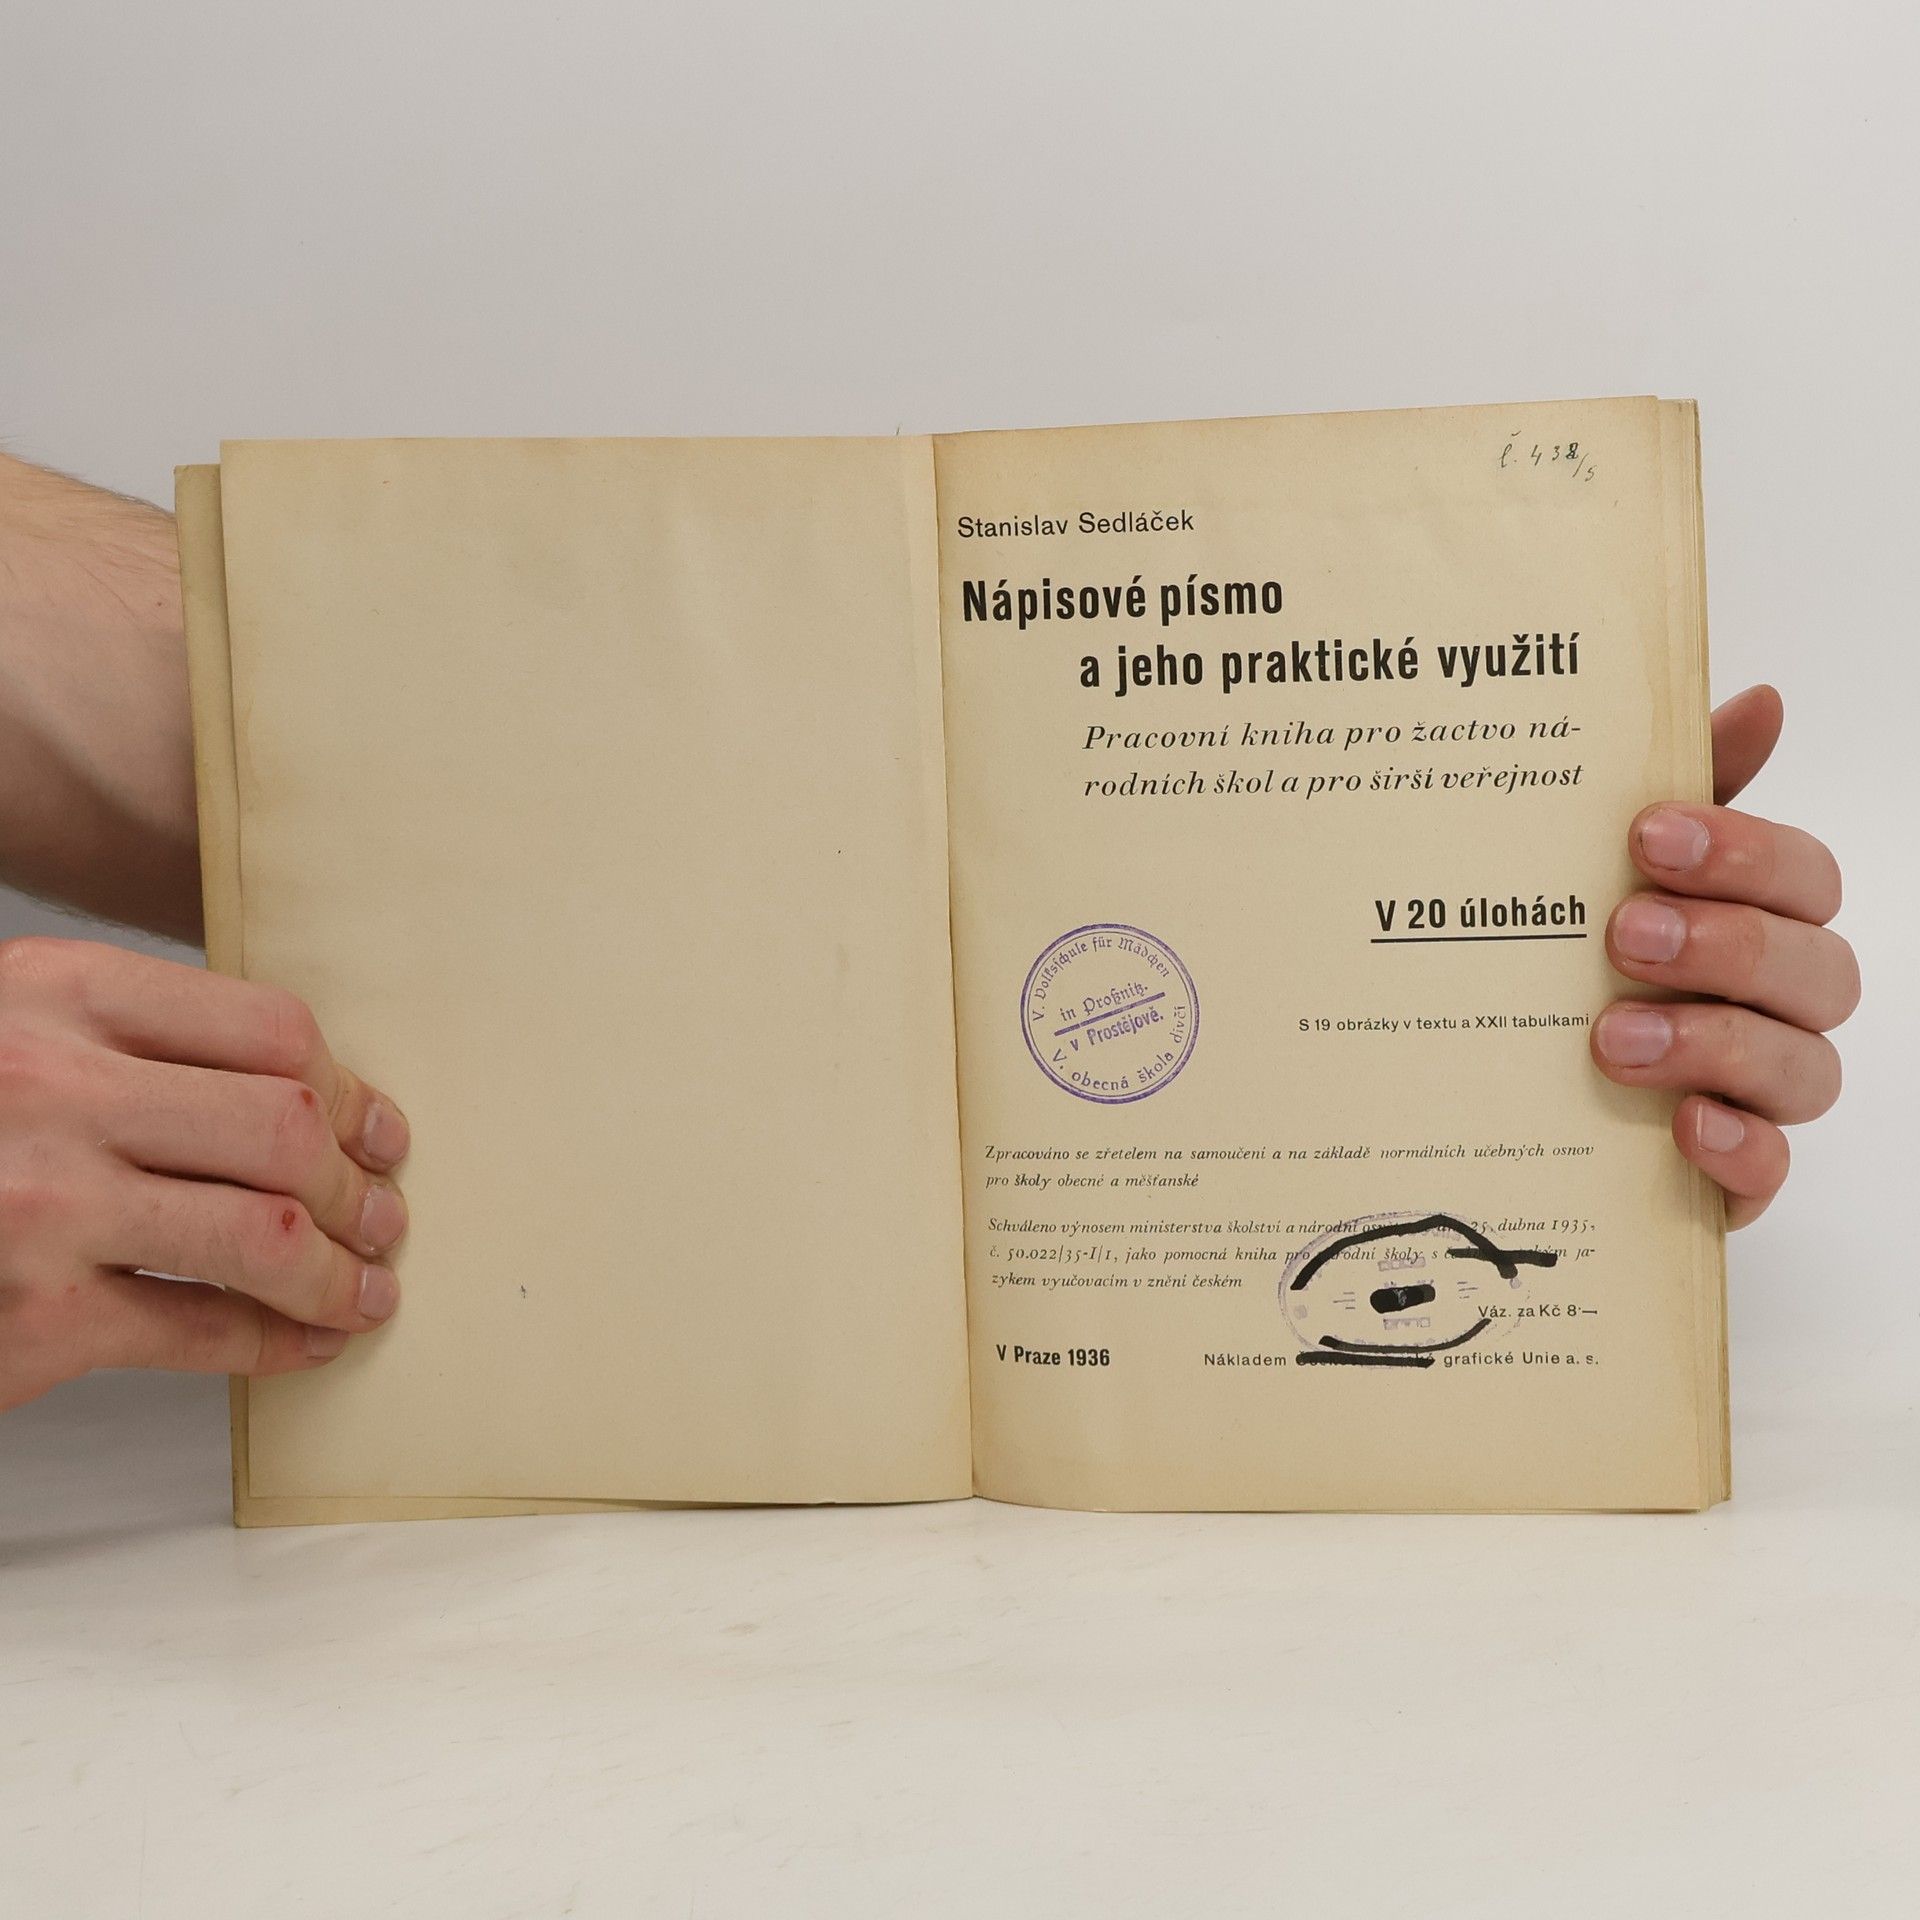 č. 438/5
Stanislav Sedláček
Nápisové písmo
a jeho praktické využití
Pracovní kniha pro žactvo ná-
rodních škol a pro širší veřejnost
V 20 úlohách
V. Volksschule für Mädchen
in Proßnitz.
v Prostějově.
V. obecná škola dívčí
S 19 obrázky v textu a XXII tabulkami
Zpracováno se zřetelem na samoučení a na základě normálních učebných osnov
pro školy obecné a měšťanské
Schváleno výnosem ministerstva školství a národní 25. dubna 1935,
č. 50.022/35-I/1, jako pomocná kniha pro národní školy s ja-
zykem vyučovacím v znění českém
Váz. za Kč 8·—
V Praze 1936
Nákladem grafické Unie a. s.